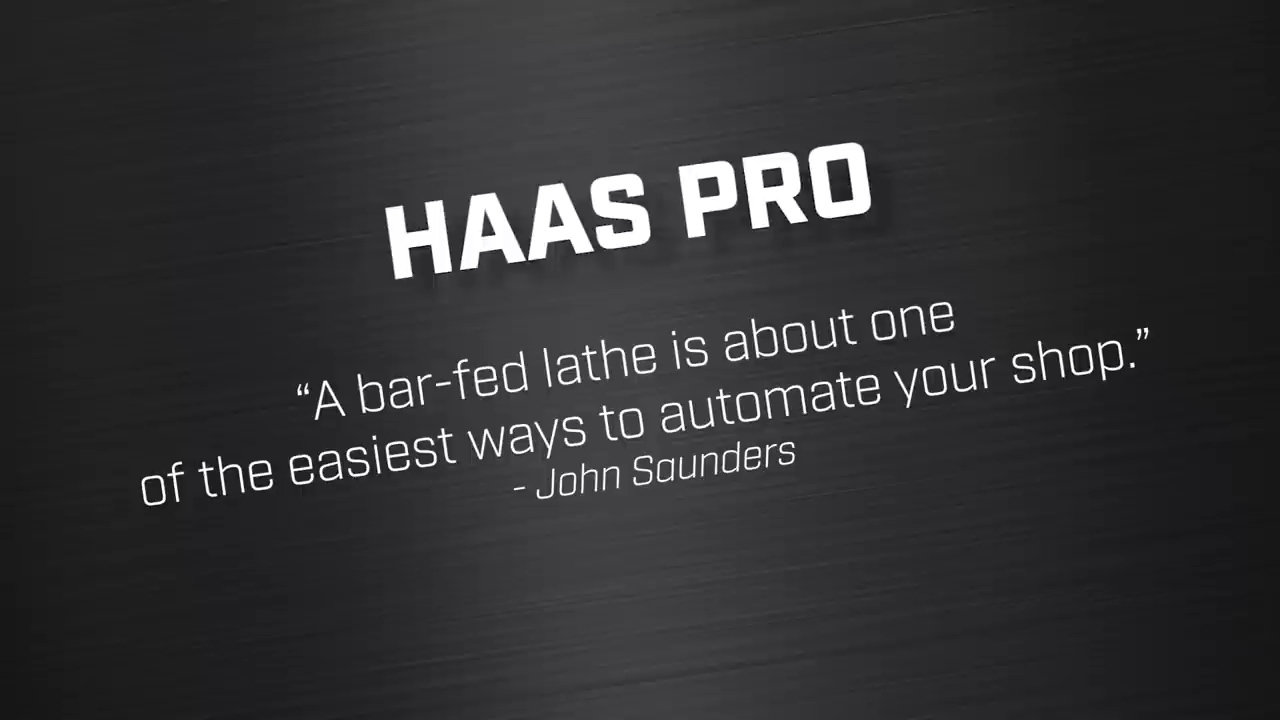 HAAS PRO
“A bar-fed lathe is about one
of the easiest ways to automate your shop.”
- John Saunders